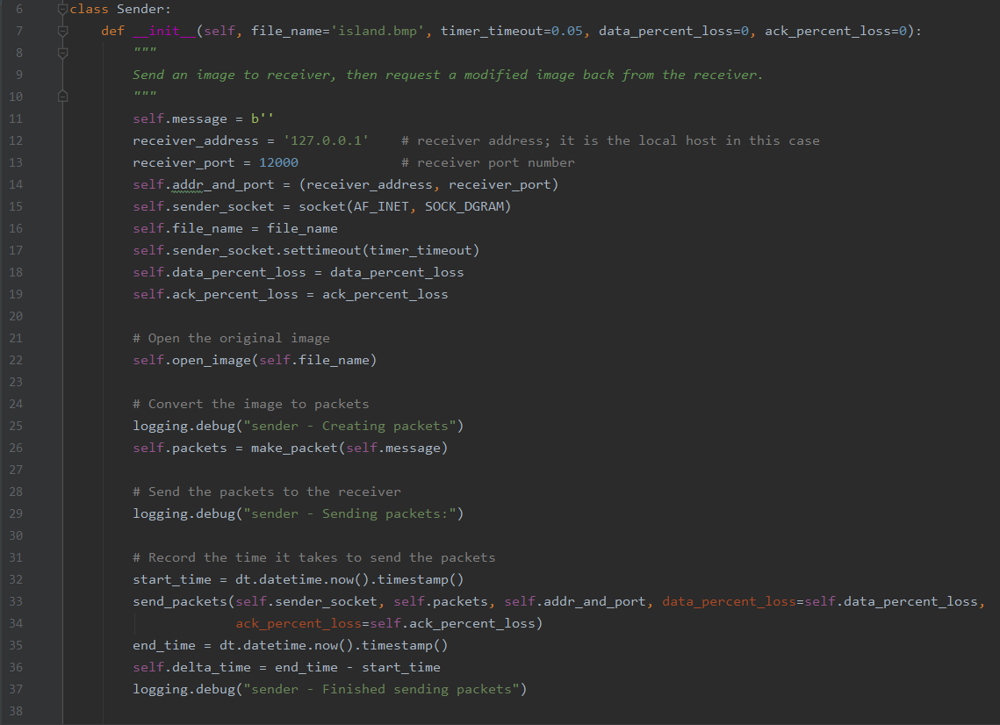 6 class Sender:
7     def __init__(self, file_name='island.bmp', timer_timeout=0.05, data_percent_loss=0, ack_percent_loss=0):
8         """
9         Send an image to receiver, then request a modified image back from the receiver.
10         """
11         self.message = b''
12         receiver_address = '127.0.0.1'    # receiver address; it is the local host in this case
13         receiver_port = 12000             # receiver port number
14         self.addr_and_port = (receiver_address, receiver_port)
15         self.sender_socket = socket(AF_INET, SOCK_DGRAM)
16         self.file_name = file_name
17         self.sender_socket.settimeout(timer_timeout)
18         self.data_percent_loss = data_percent_loss
19         self.ack_percent_loss = ack_percent_loss
20
21         # Open the original image
22         self.open_image(self.file_name)
23
24         # Convert the image to packets
25         logging.debug("sender - Creating packets")
26         self.packets = make_packet(self.message)
27
28         # Send the packets to the receiver
29         logging.debug("sender - Sending packets:")
30
31         # Record the time it takes to send the packets
32         start_time = dt.datetime.now().timestamp()
33         send_packets(self.sender_socket, self.packets, self.addr_and_port, data_percent_loss=self.data_percent_loss,
34                      ack_percent_loss=self.ack_percent_loss)
35         end_time = dt.datetime.now().timestamp()
36         self.delta_time = end_time - start_time
37         logging.debug("sender - Finished sending packets")
38